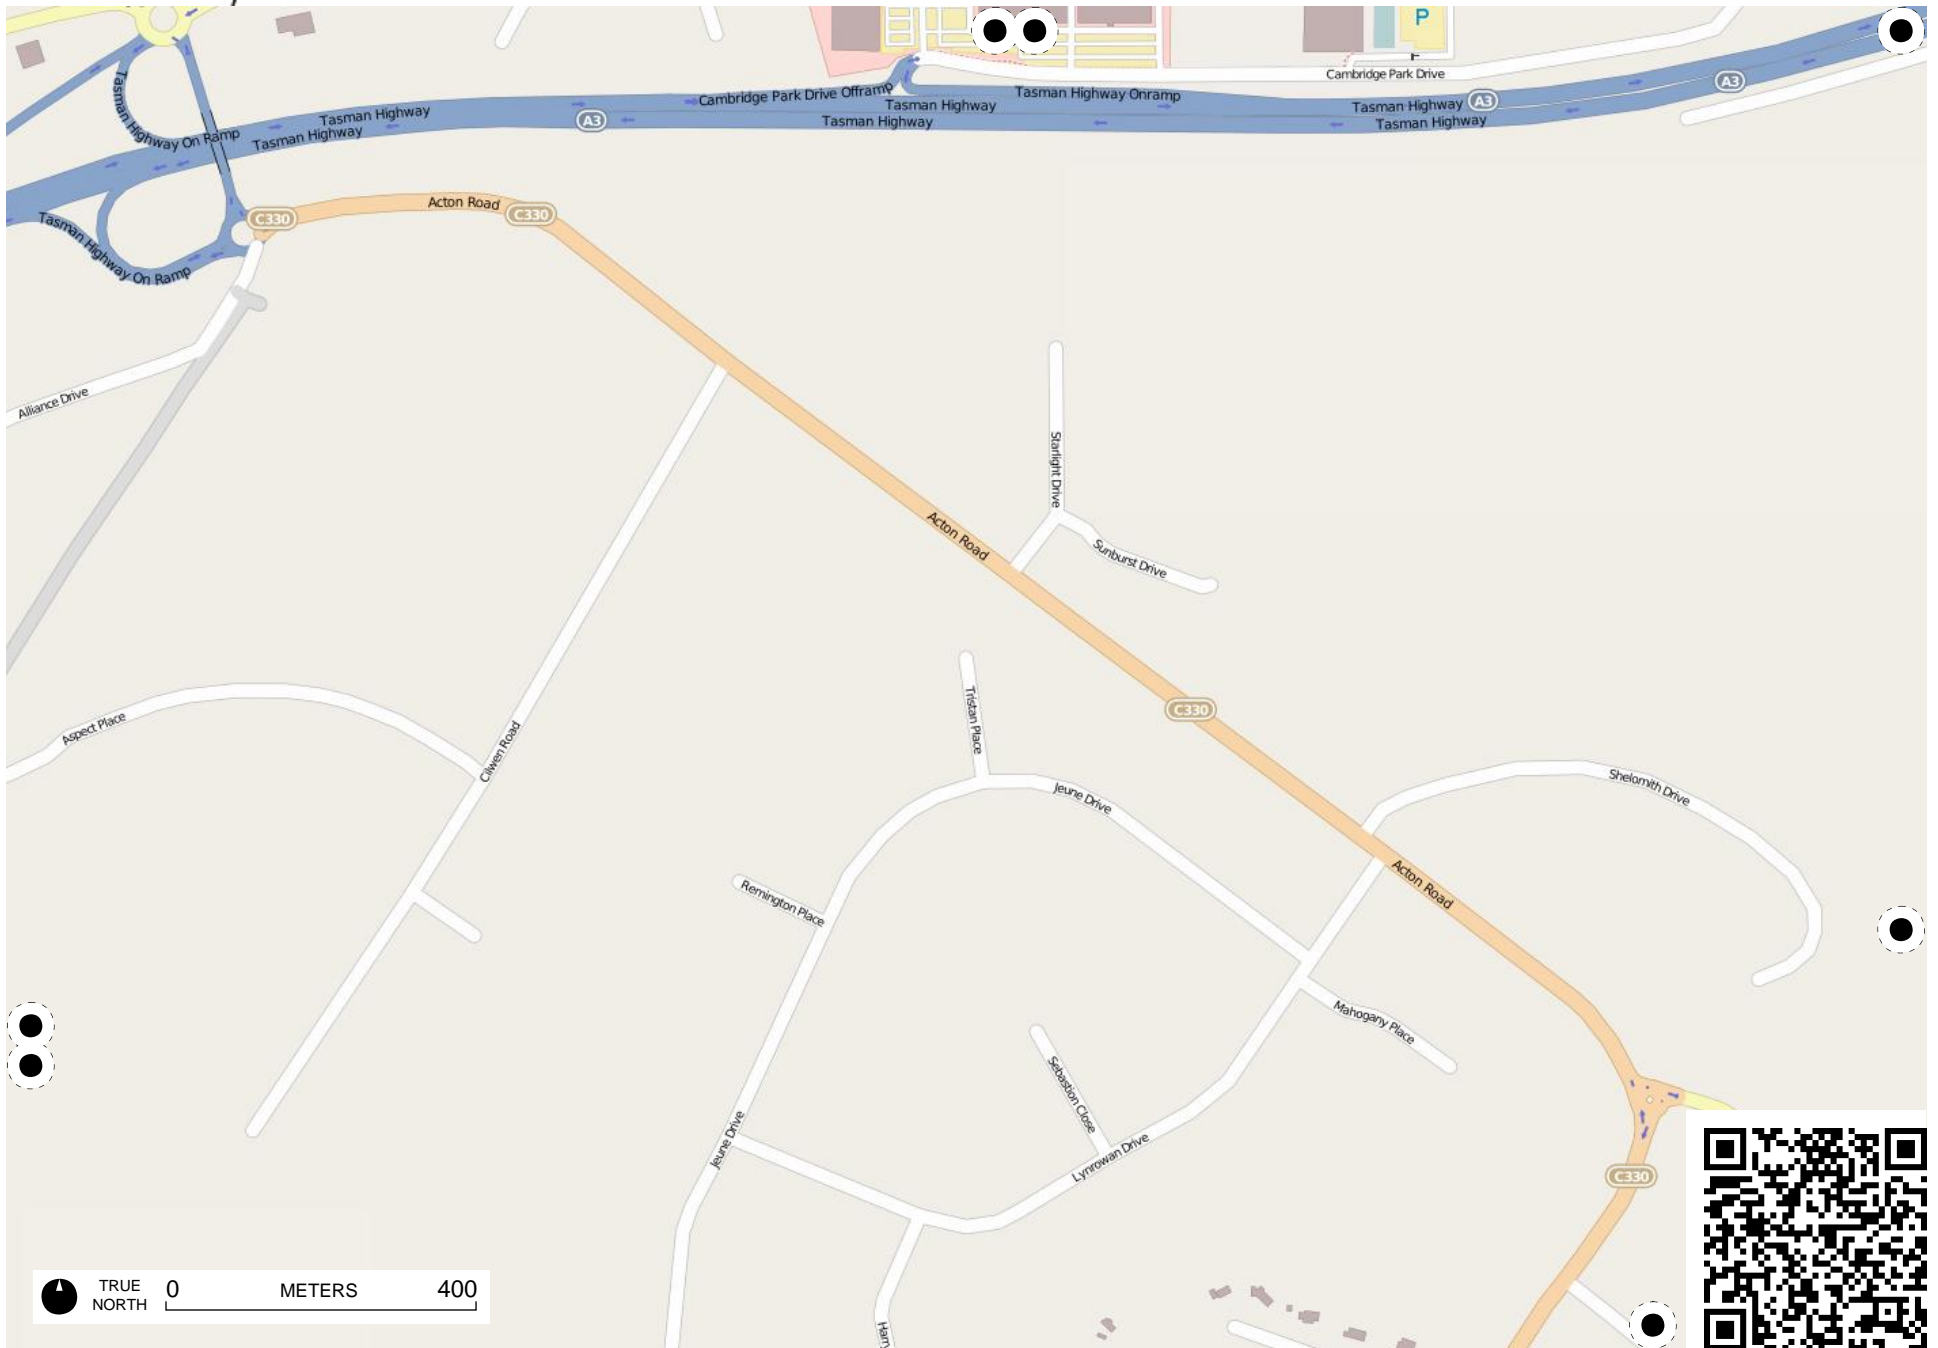 P
Cambridge Park Drive
A3
Cambridge Park Drive Offramp
Tasman Highway Onramp
Tasman Highway
Tasman Highway
Tasman Highway
A3
Tasman Highway
A3
Tasman Highway
Tasman Highway
Tasman Highway On Ramp
Tasman Highway
Acton Road
C330
C330
Tasman Highway On Ramp
Alliance Drive
Starlight Drive
Acton Road
Sunburst Drive
Tristan Place
C330
Aspect Place
Cilwen Road
Jeune Drive
Shelomith Drive
Acton Road
Remington Place
Mahogany Place
Sebastion Close
Jeune Drive
Lynrowan Drive
C330
TRUE
NORTH
0 METERS 400